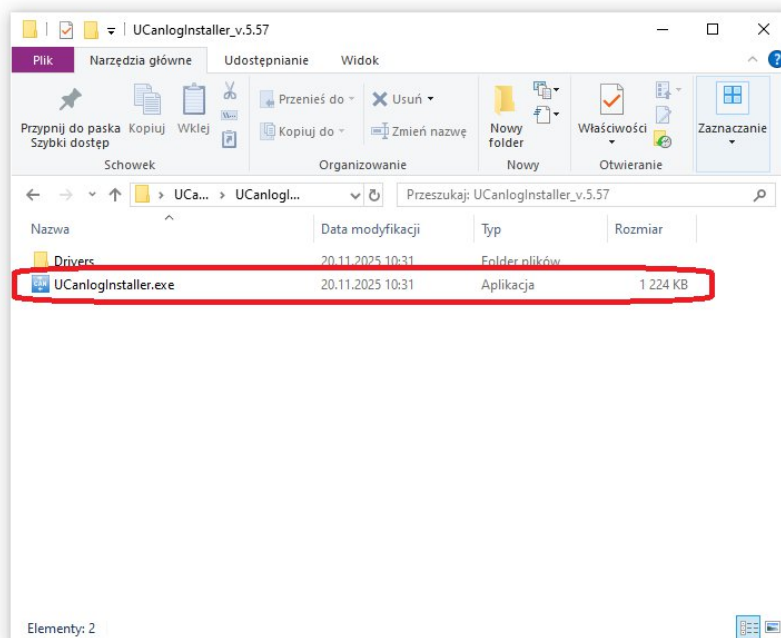 UCanlogInstaller_v.5.57
Plik Narzędzia główne Udostępnianie Widok
Przypnij do paska Szybki dostęp
Kopiuj
Wklej
Schowek
Przenieś do
Kopiuj do
Usuń
Zmień nazwę
Organizowanie
Nowy folder
Nowy
Właściwości
Otwieranie
Zaznaczanie
UCa... > UCanlogI...
Przeszukaj: UCanlogInstaller_v.5.57
Nazwa Data modyfikacji Typ Rozmiar
Drivers 20.11.2025 10:31 Folder plików
CAN UCanlogInstaller.exe 20.11.2025 10:31 Aplikacja 1 224 KB
Elementy: 2